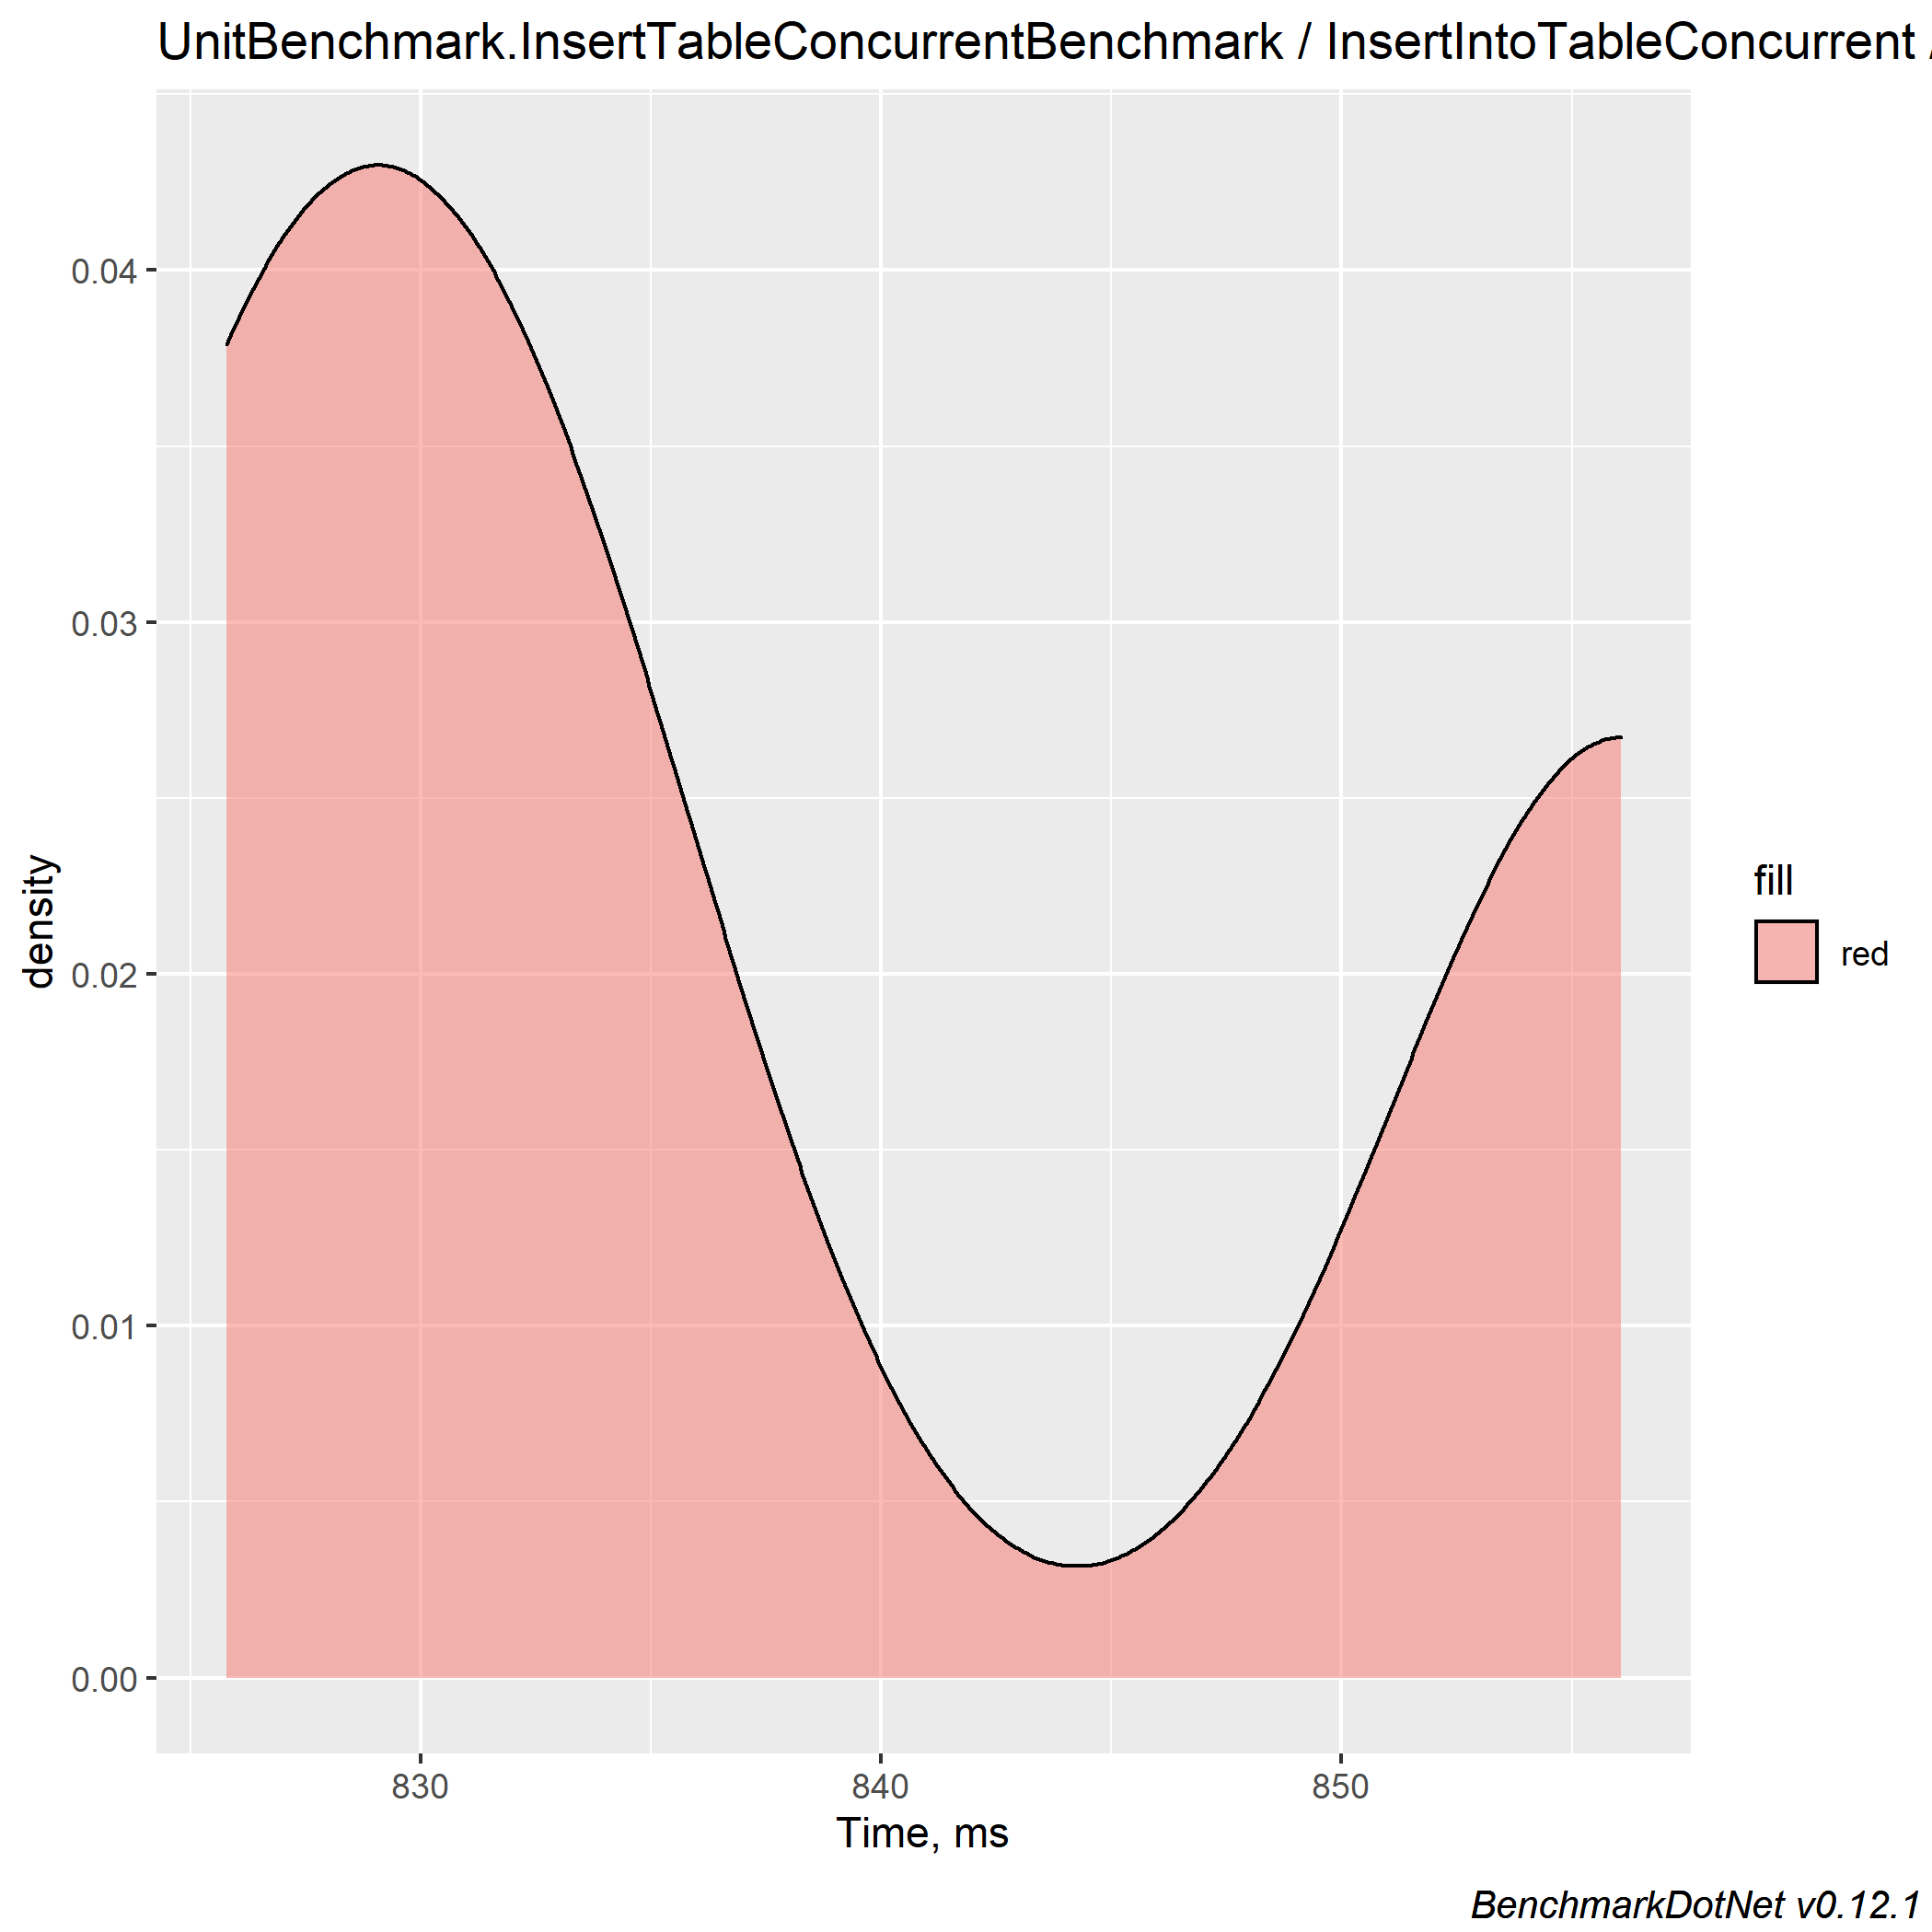 UnitBenchmark.InsertTableConcurrentBenchmark / InsertIntoTableConcurrent /
0.04
0.03
0.02
0.01
0.00
density
830 840 850
Time, ms
fill
red
BenchmarkDotNet v0.12.1